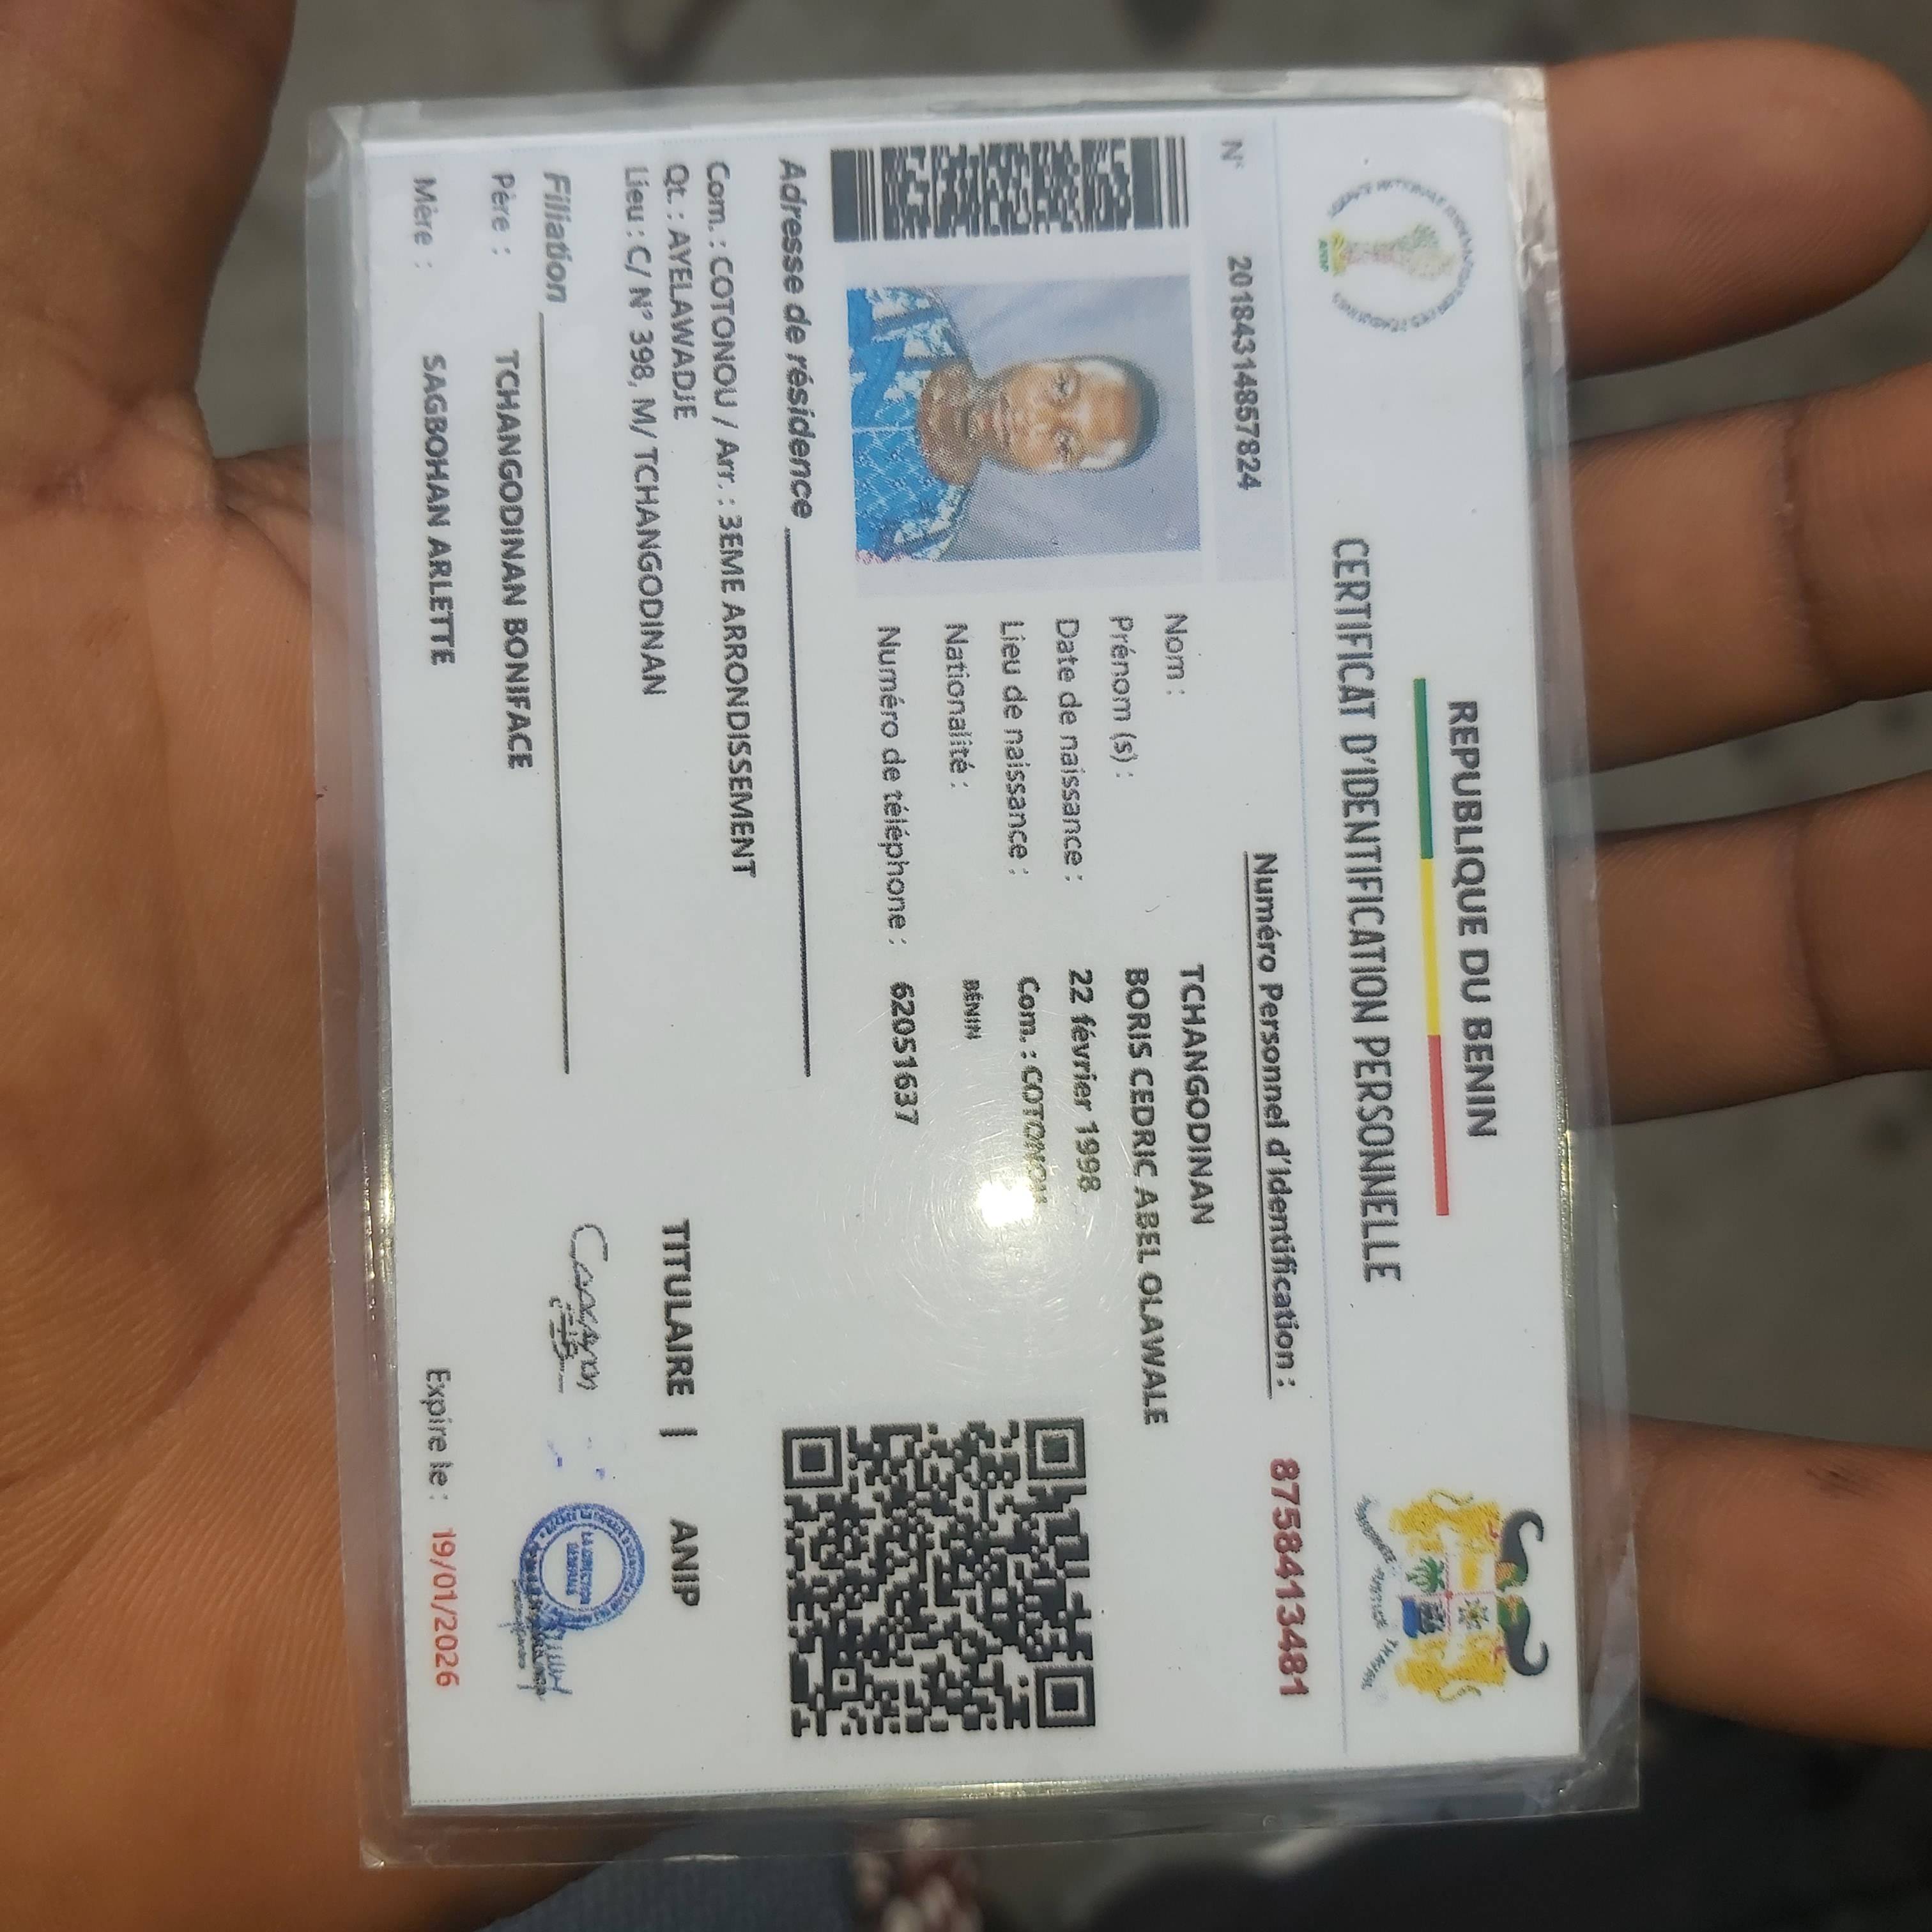 REPUBLIQUE DU BENIN
CERTIFICAT D'IDENTIFICATION PERSONNELLE
N° 2018431485782​4
Numéro Personnel d'Identification : 8758413481
Nom : TCHANGODINAN
Prénom (s) : BORIS CEDRIC ABEL OLAWALE
Date de naissance : 22 février 1998
Lieu de naissance : Com. : COTONOU
Nationalité : BÉNIN
Numéro de téléphone : 62051637
Adresse de résidence
Com. : COTONOU / Arr. : 3EME ARRONDISSEMENT
Qt : AYELAWADJE
Lieu : C/ N° 398, M/ TCHANGODINAN
TITULAIRE | ANIP
Filiation
Père : TCHANGODINAN BONIFACE
Mère : SAGBOHAN ARLETTE
Expire le : 19/01/2026